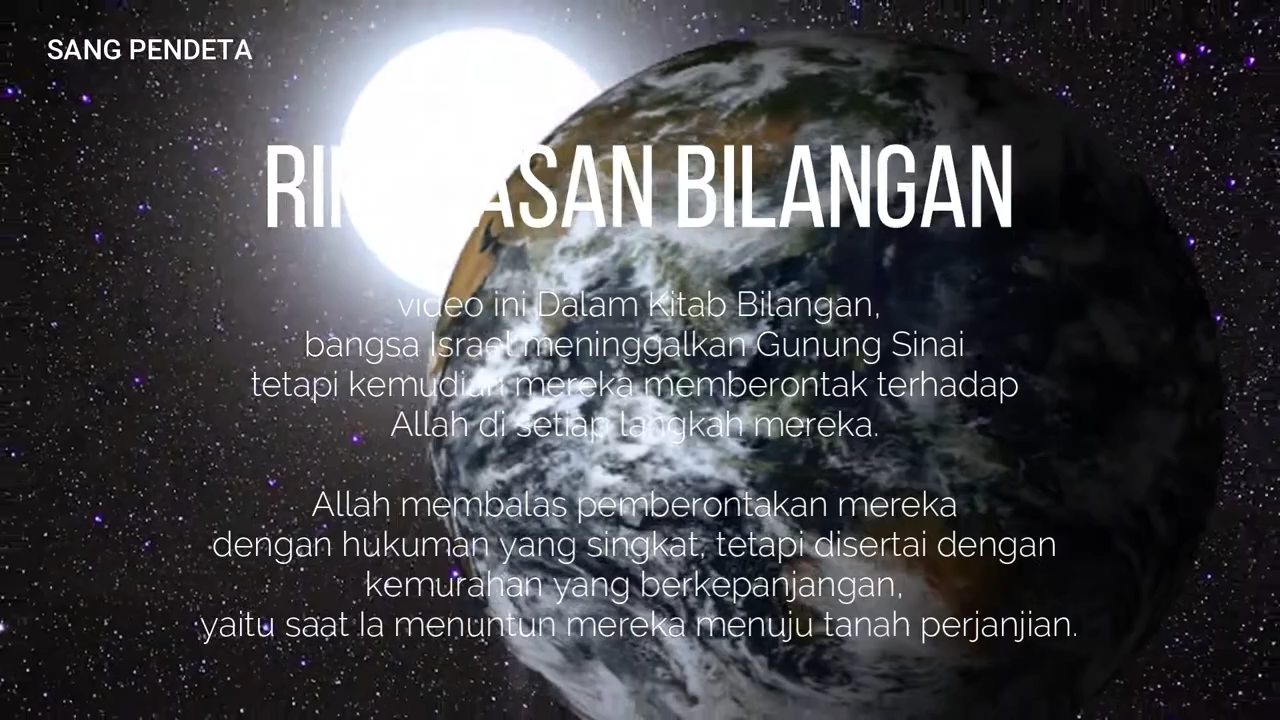 SANG PENDETA
BILANGAN
video ini Dalam Kitab Bilangan,
bangsa Israel meninggalkan Gunung Sinai
tetapi kemudian mereka memberontak terhadap
Allah di setiap langkah mereka.
Allah membalas pemberontakan mereka
dengan hukuman yang singkat, tetapi disertai dengan
kemurahan yang berkepanjangan,
yaitu saat Ia menuntun mereka menuju tanah perjanjian.